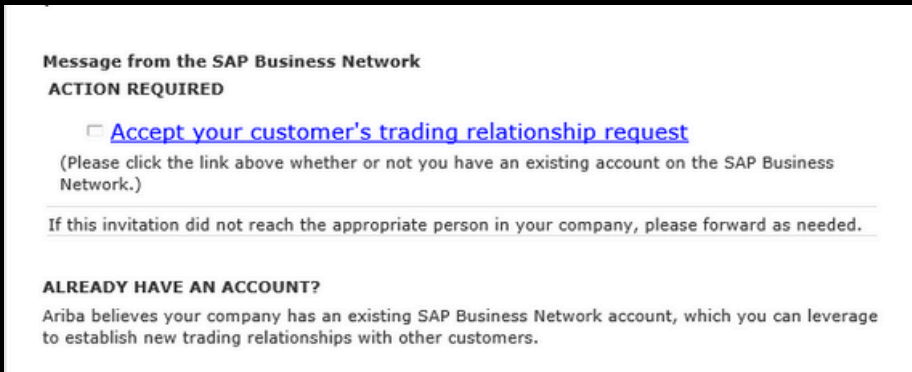 Message from the SAP Business Network
ACTION REQUIRED
Accept your customer's trading relationship request
(Please click the link above whether or not you have an existing account on the SAP Business
Network.)
If this invitation did not reach the appropriate person in your company, please forward as needed.
ALREADY HAVE AN ACCOUNT?
Ariba believes your company has an existing SAP Business Network account, which you can leverage
to establish new trading relationships with other customers.